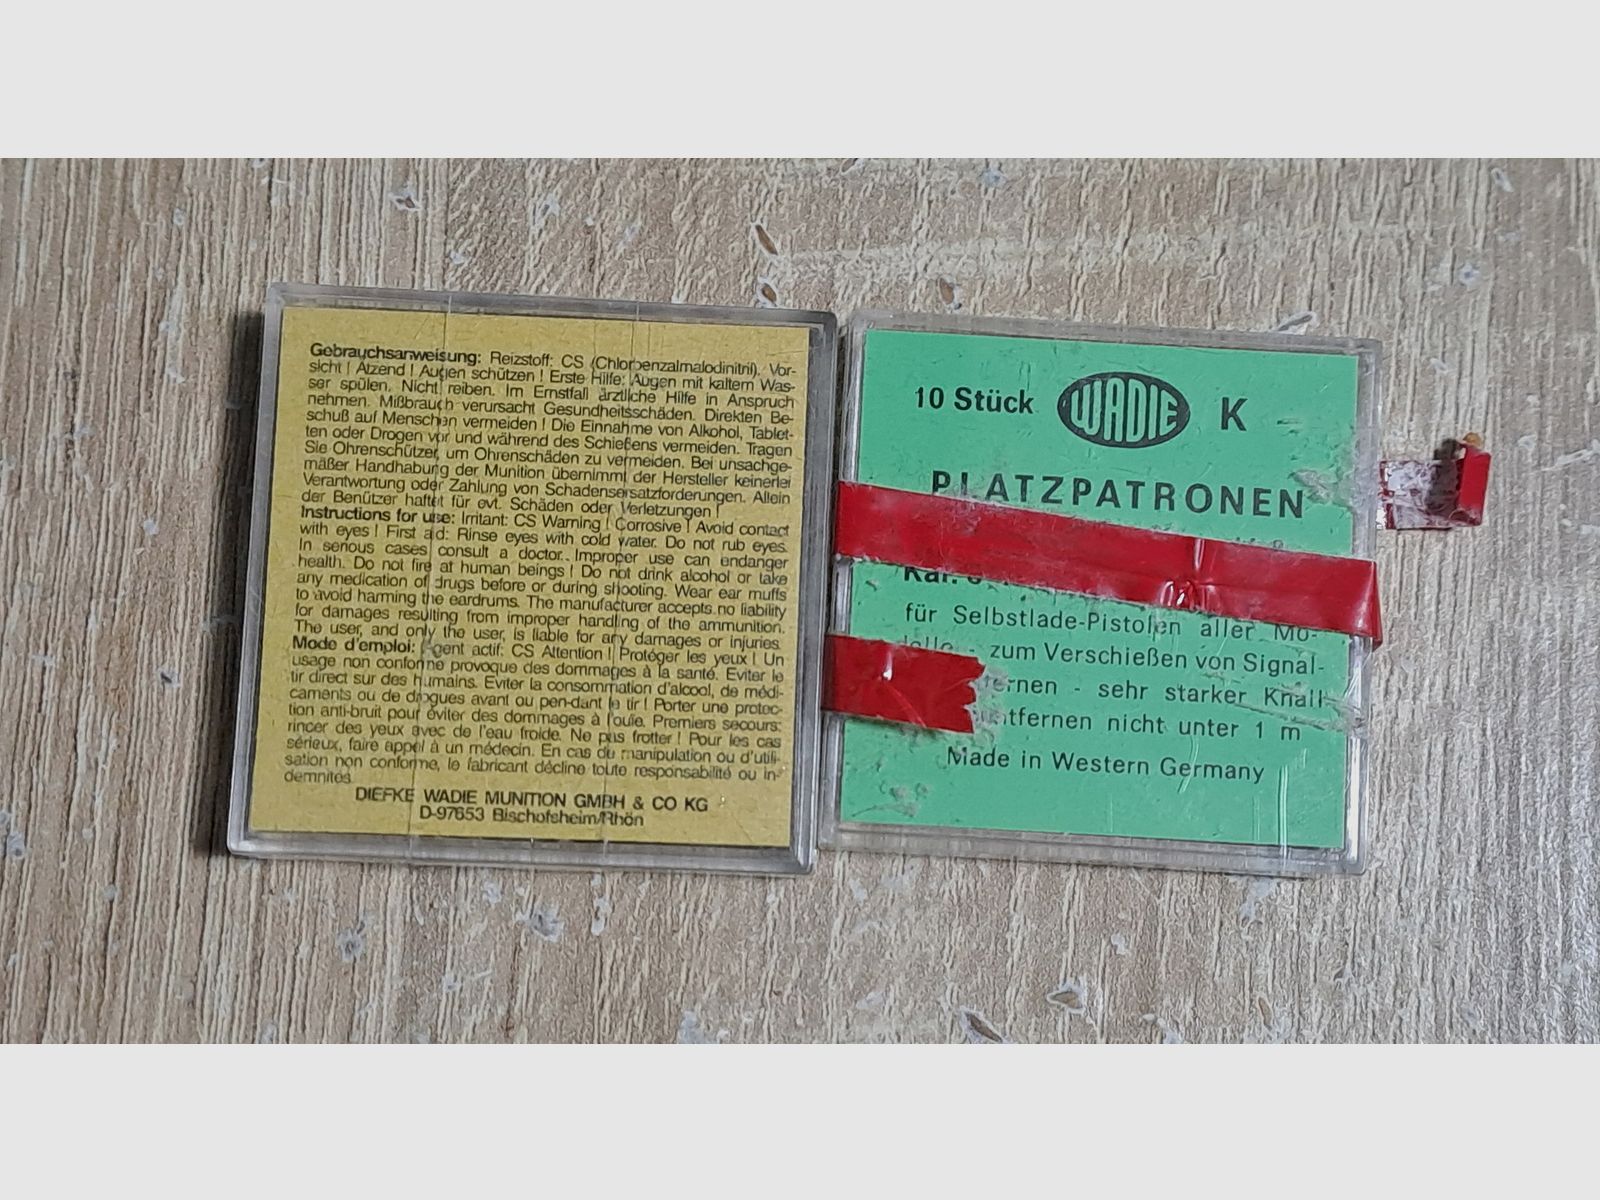 Gebrauchsanweisung: Reizstoff: CS (Chlorbenzalmalodinitril). Vor-
sicht ! Ätzend ! Augen schützen ! Erste Hilfe: Augen mit kaltem Was-
ser spülen. Nicht reiben. Im Ernstfall ärztliche Hilfe in Anspruch
nehmen. Mißbrauch verursacht Gesundheitsschäden. Direkten Be-
schuß auf Menschen vermeiden ! Die Einnahme von Alkohol, Tablet-
ten oder Drogen vor und während des Schießens vermeiden. Tragen
Sie Ohrenschützer, um Ohrenschäden zu vermeiden. Bei unsachge-
mäßer Handhabung der Munition übernimmt der Hersteller keinerlei
Verantwortung oder Zahlung von Schadensersatzforderungen. Allein
der Benützer haftet für evt. Schäden oder Verletzungen !
Instructions for use: Irritant: CS Warning ! Corrosive ! Avoid contact
with eyes ! First aid: Rinse eyes with cold water. Do not rub eyes.
In serious cases consult a doctor. Improper use can endanger
health. Do not fire at human beings ! Do not drink alcohol or take
any medication of drugs before or during shooting. Wear ear muffs
to avoid harming the eardrums. The manufacturer accepts no liability
for damages resulting from improper handling of the ammunition.
The user, and only the user, is liable for any damages or injuries.
Mode d'emploi: Agent actif: CS Attention ! Protéger les yeux ! Un
usage non conforme provoque des dommages à la santé. Eviter le
tir direct sur des humains. Eviter la consommation d'alcool, de médi-
caments ou de drogues avant ou pen-dant le tir ! Porter une protec-
tion anti-bruit pour éviter des dommages à l'ouïe. Premiers secours:
rincer des yeux avec de l'eau froide. Ne pas frotter ! Pour les cas
sérieux, faire appel à un médecin. En cas du manipulation ou d'utili-
sation non conforme, le fabricant décline toute responsabilité ou in-
demnités.
DIEFKE WADIE MUNITION GMBH & CO KG
D-97653 Bischofsheim/Rhön
10 Stück WADIE K
PLATZPATRONEN
Kal.
für Selbstlade-Pistolen aller Mo-
- zum Verschießen von Signal-
- sehr starker Knall
nicht unter 1 m
Made in Western Germany